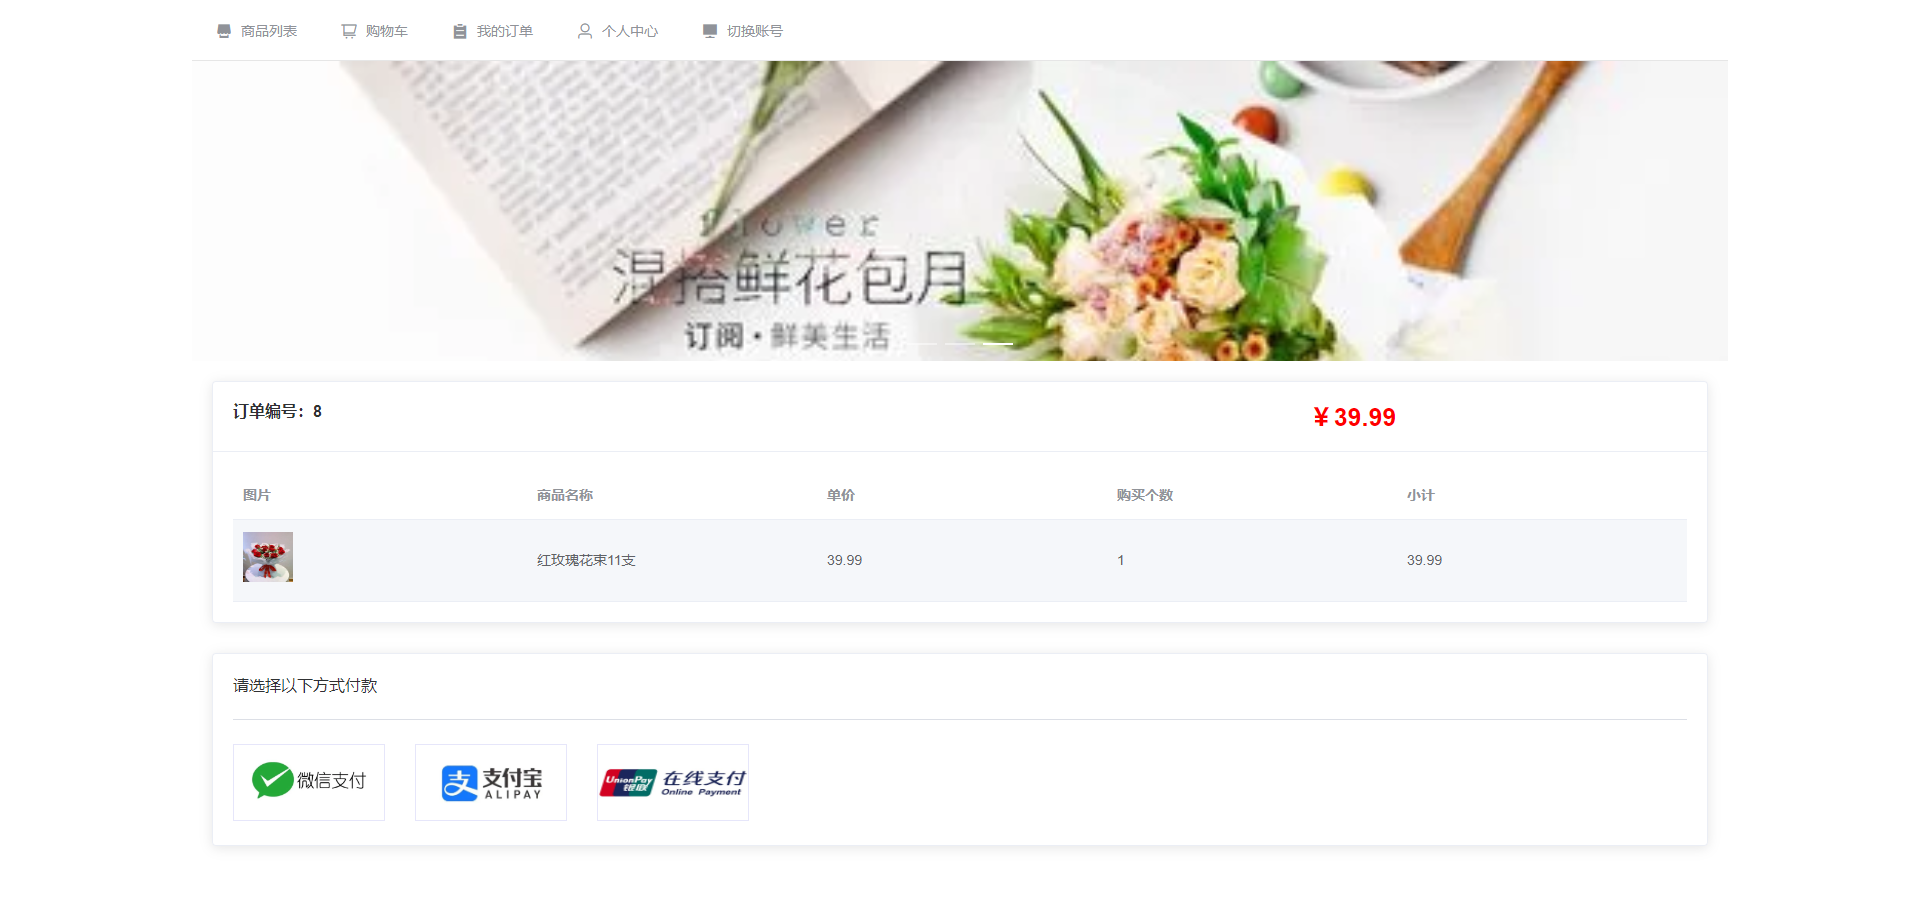 商品列表 购物车 我的订单 个人中心 切换账号
flower
混拾鲜花包月
订阅·鲜美生活
订单编号：8 ¥ 39.99
图片 商品名称 单价 购买个数 小计
红玫瑰花束11支 39.99 1 39.99
请选择以下方式付款
微信支付
支付宝
ALIPAY
UnionPay
银联
在线支付
Online Payment